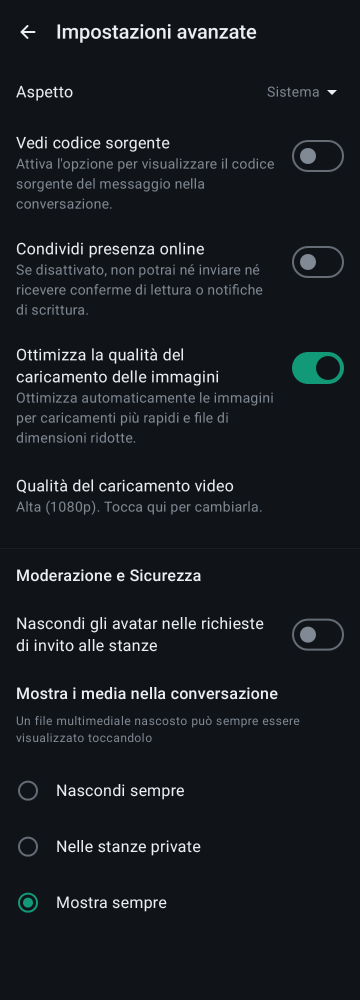 Impostazioni avanzate
Aspetto
Sistema
Vedi codice sorgente
Attiva l'opzione per visualizzare il codice
sorgente del messaggio nella
conversazione.
Condividi presenza online
Se disattivato, non potrai né inviare né
ricevere conferme di lettura o notifiche
di scrittura.
Ottimizza la qualità del
caricamento delle immagini
Ottimizza automaticamente le immagini
per caricamenti più rapidi e file di
dimensioni ridotte.
Qualità del caricamento video
Alta (1080p). Tocca qui per cambiarla.
Moderazione e Sicurezza
Nascondi gli avatar nelle richieste
di invito alle stanze
Mostra i media nella conversazione
Un file multimediale nascosto può sempre essere
visualizzato toccandolo
Nascondi sempre
Nelle stanze private
Mostra sempre